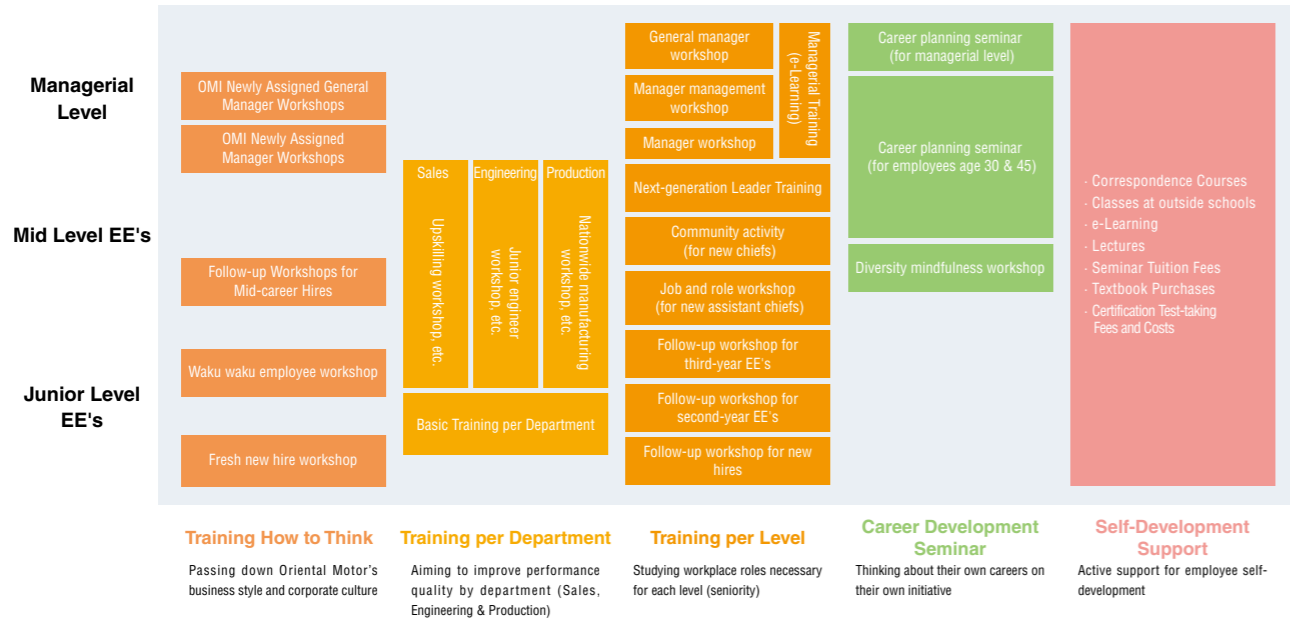 Managerial
Level
Mid Level EE's
Junior Level
EE's
OMI Newly Assigned General
Manager Workshops
OMI Newly Assigned
Manager Workshops
Follow-up Workshops for
Mid-career Hires
Waku waku employee workshop
Fresh new hire workshop
Sales
Upskilling workshop, etc.
Engineering
Junior engineer
workshop, etc.
Production
Nationwide manufacturing
workshop, etc.
Basic Training per Department
General manager
workshop
Manager management
workshop
Manager workshop
Managerial Training
(e-Learning)
Next-generation Leader Training
Community activity
(for new chiefs)
Job and role workshop
(for new assistant chiefs)
Follow-up workshop for
third-year EE's
Follow-up workshop for
second-year EE's
Follow-up workshop for new
hires
Career planning seminar
(for managerial level)
Career planning seminar
(for employees age 30 & 45)
Diversity mindfulness workshop
· Correspondence Courses
· Classes at outside schools
· e-Learning
· Lectures
· Seminar Tuition Fees
· Textbook Purchases
· Certification Test-taking
Fees and Costs
Training How to Think
Passing down Oriental Motor's
business style and corporate culture
Training per Department
Aiming to improve performance
quality by department (Sales,
Engineering & Production)
Training per Level
Studying workplace roles necessary
for each level (seniority)
Career Development
Seminar
Thinking about their own careers on
their own initiative
Self-Development
Support
Active support for employee self-
development